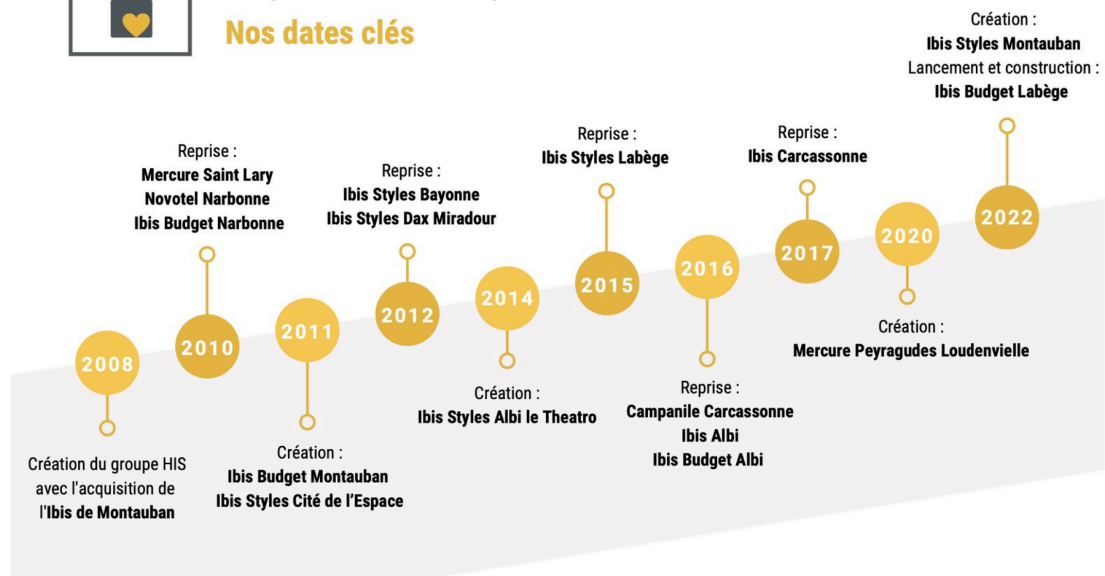 Nos dates clés
2008
Création du groupe HIS
avec l'acquisition de
l'Ibis de Montauban
Reprise :
Mercure Saint Lary
Novotel Narbonne
Ibis Budget Narbonne
2010
2011
Création :
Ibis Budget Montauban
Ibis Styles Cité de l’Espace
Reprise :
Ibis Styles Bayonne
Ibis Styles Dax Miradour
2012
2014
Création :
Ibis Styles Albi le Theatro
Reprise :
Ibis Styles Labège
2015
2016
Reprise :
Campanile Carcassonne
Ibis Albi
Ibis Budget Albi
Reprise :
Ibis Carcassonne
2017
2020
Création :
Mercure Peyragudes Loudenvielle
Création :
Ibis Styles Montauban
Lancement et construction :
Ibis Budget Labège
2022